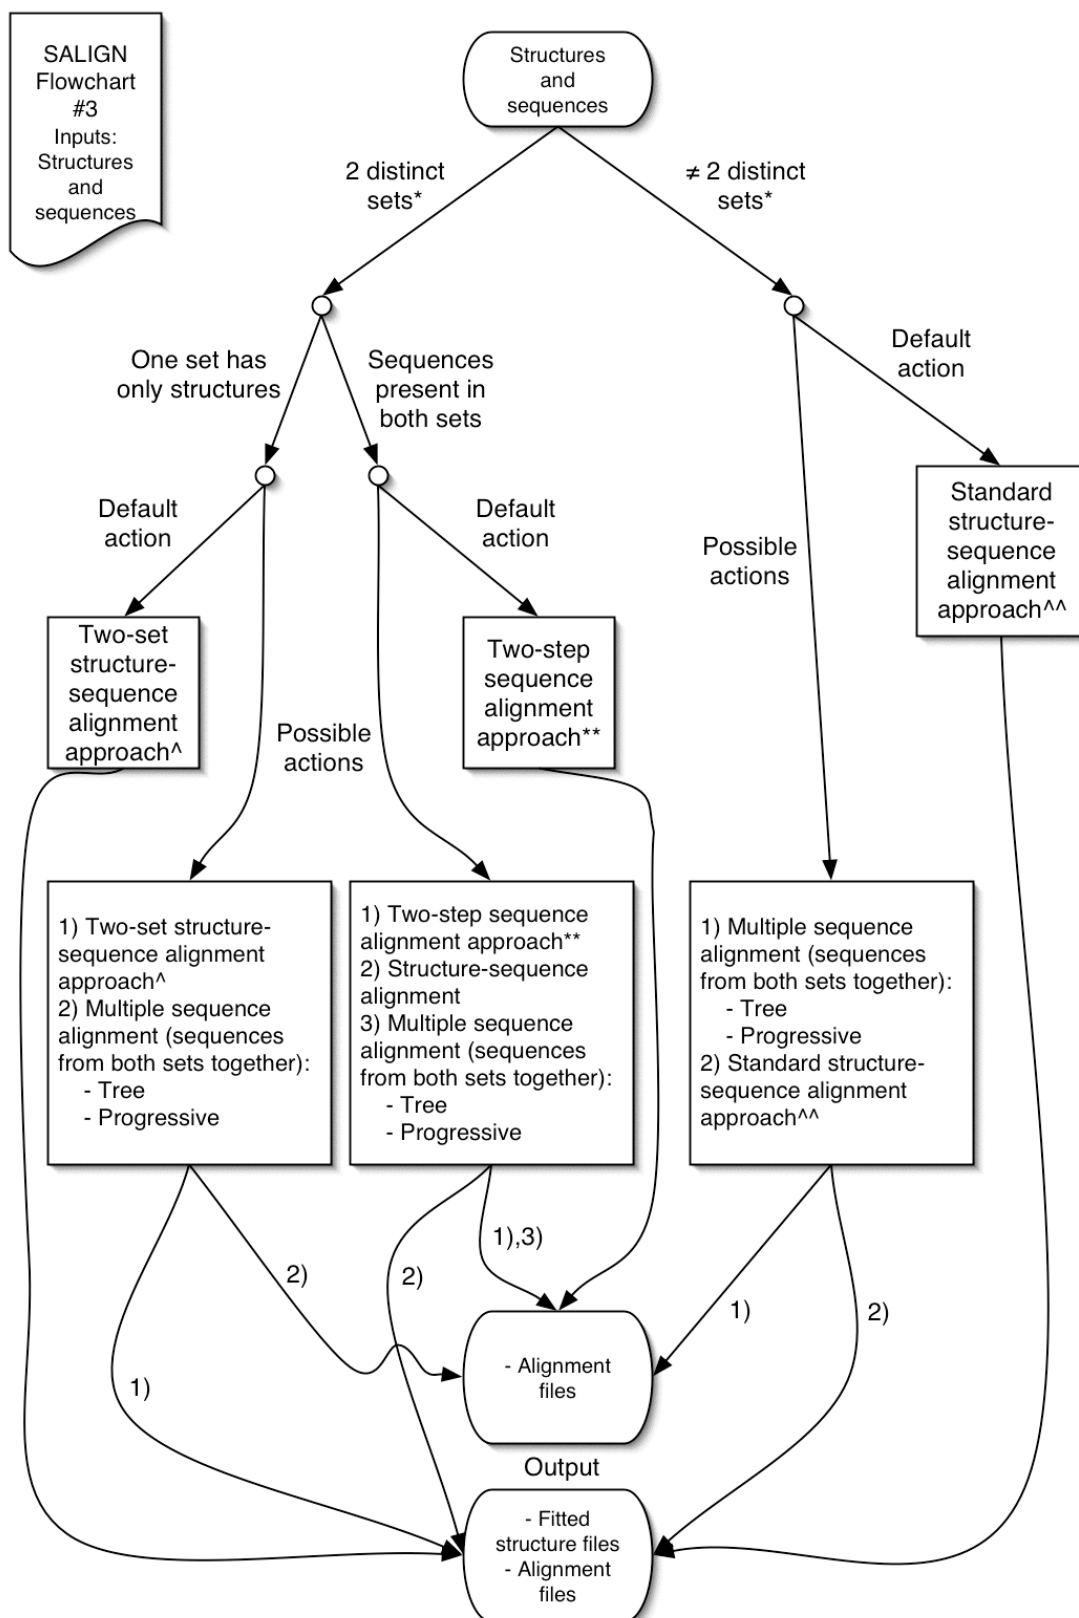 SALIGN
Flowchart
#3
Inputs:
Structures
and
sequences
Structures
and
sequences
2 distinct
sets*
≠ 2 distinct
sets*
One set has
only structures
Sequences
present in
both sets
Default
action
Default
action
Default
action
Standard
structure-
sequence
alignment
approach^^
Possible
actions
Two-set
structure-
sequence
alignment
approach^
Possible
actions
Two-step
sequence
alignment
approach**
1) Two-set structure-
sequence alignment
approach^
2) Multiple sequence
alignment (sequences
from both sets together):
- Tree
- Progressive
1) Two-step sequence
alignment approach**
2) Structure-sequence
alignment
3) Multiple sequence
alignment (sequences
from both sets together):
- Tree
- Progressive
1) Multiple sequence
alignment (sequences
from both sets together):
- Tree
- Progressive
2) Standard structure-
sequence alignment
approach^^
2)
2)
1),3)
1)
2)
1)
- Alignment
files
Output
- Fitted
structure files
- Alignment
files